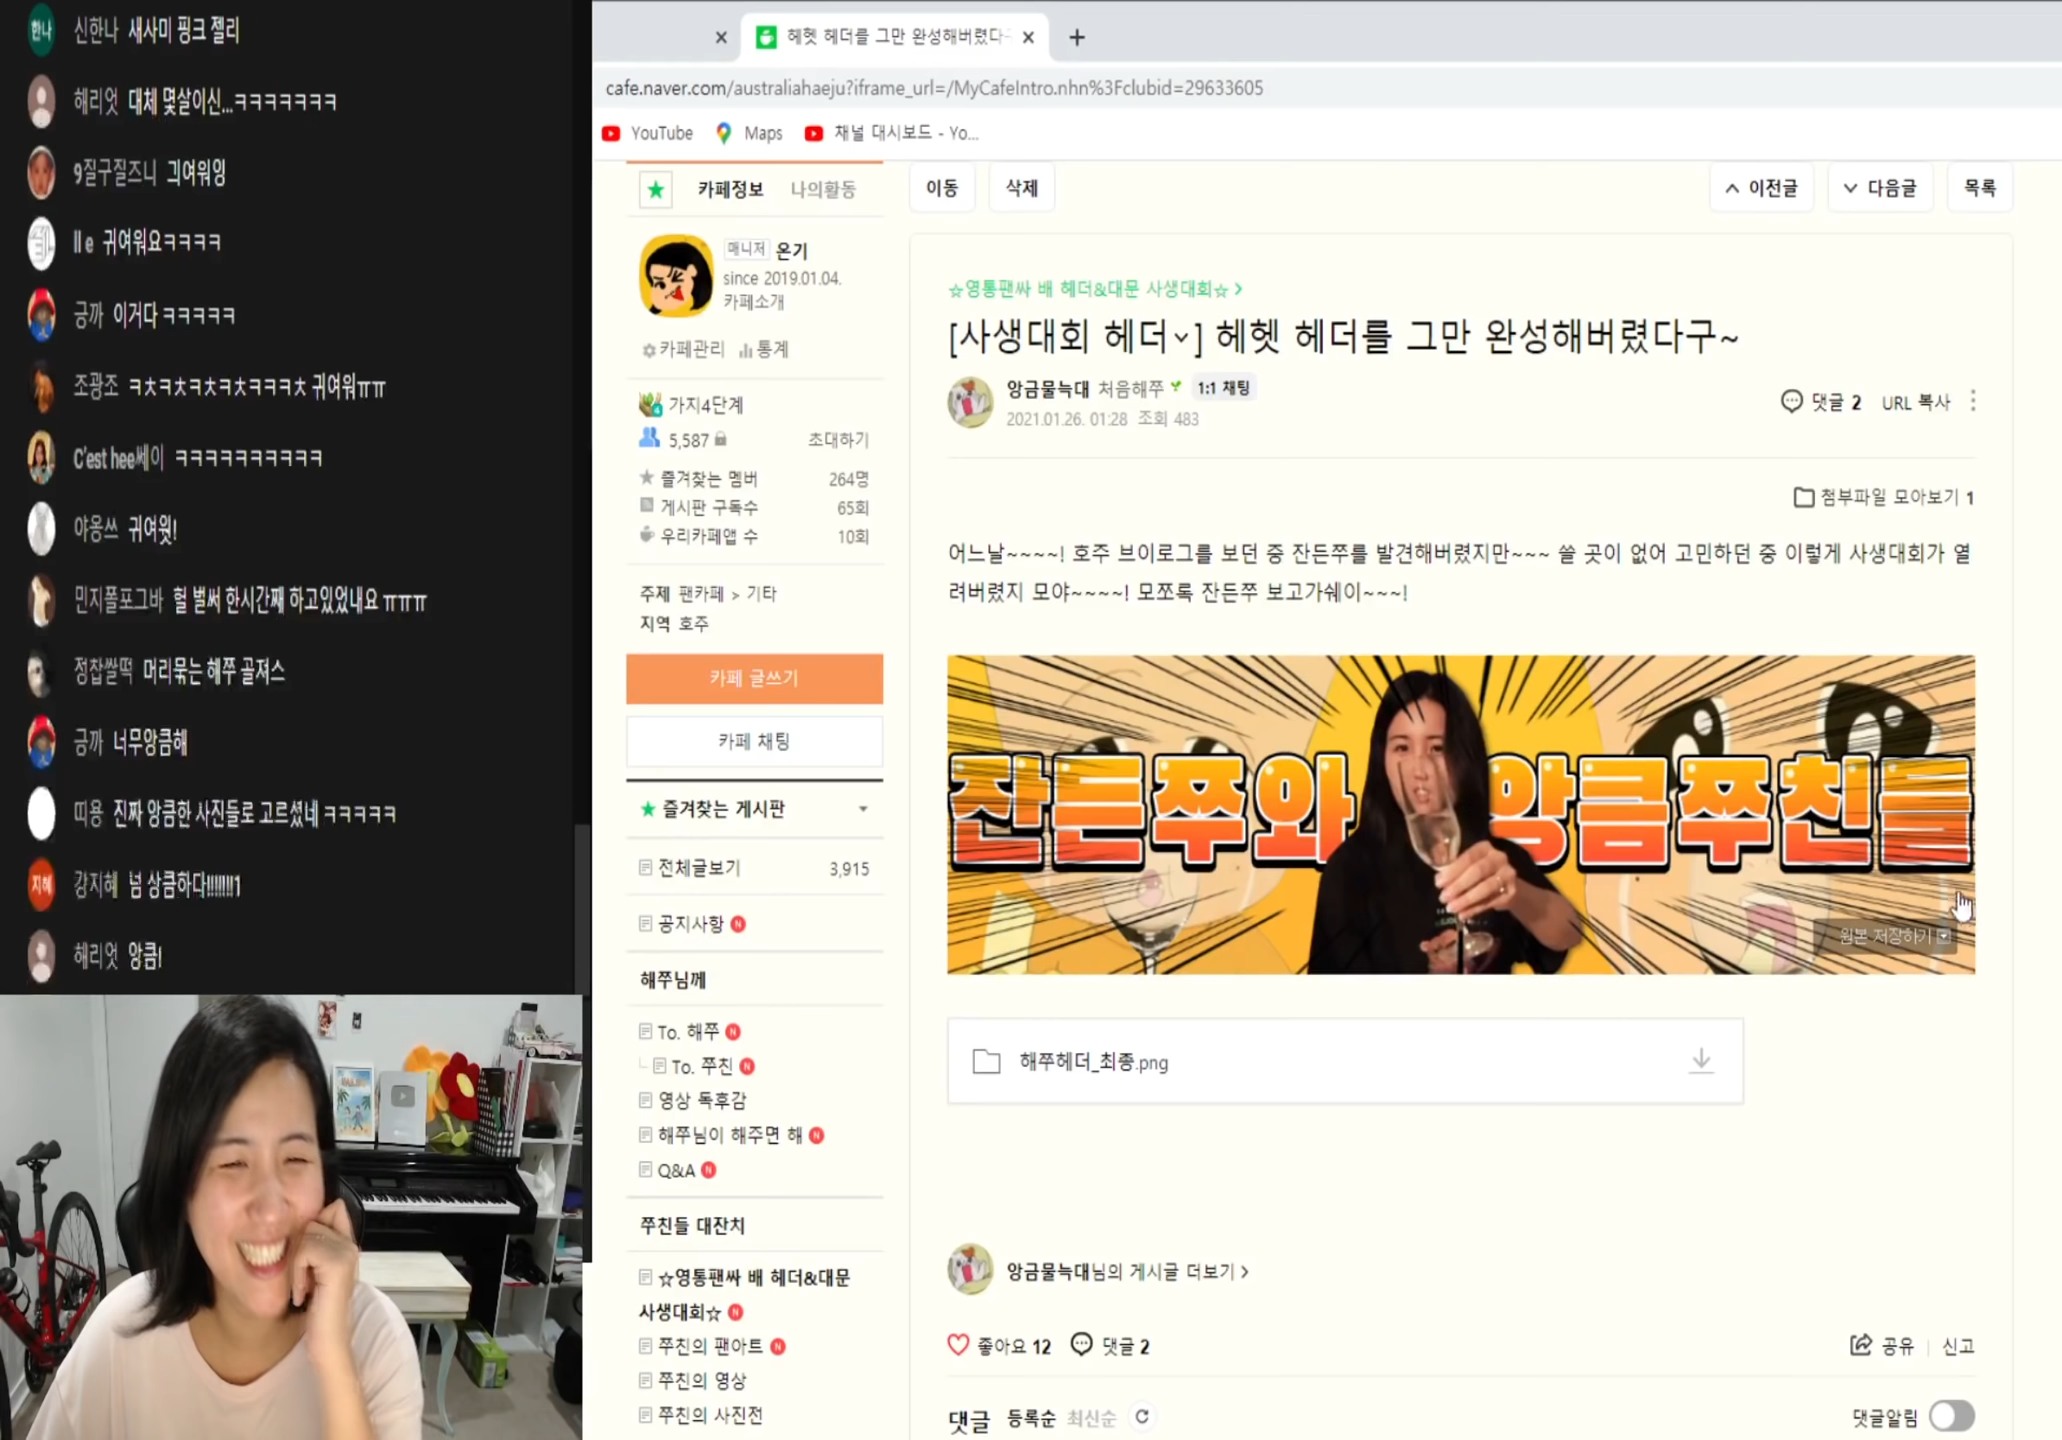 한나 신한나 새사미 핑크 젤리
해리엇 대체 몇살이신...ㅋㅋㅋㅋㅋㅋㅋ
9질구질즈니 긔여워잉
ll e 귀여워요ㅋㅋㅋㅋ
긍까 이거다 ㅋㅋㅋㅋㅋ
조광조 ㅋㅊㅋㅊㅋㅊㅋㅊㅋㅋㅋㅊ 귀여워ㅠㅠ
C'est hee쎄이 ㅋㅋㅋㅋㅋㅋㅋㅋㅋㅋ
야옹쓰 귀여웟!
민지폴포그바 헐 벌써 한시간째 하고있었내요 ㅠㅠㅠ
정찹쌀떡 머리묶는 해쭈 골져스
긍까 너무앙큼해
띠용 진짜 앙큼한 사진들로 고르셨네 ㅋㅋㅋㅋㅋ
지혜 강지혜 넘 상큼하다!!!!!!!1
해리엇 앙큼!
헤헷 헤더를 그만 완성해버렸다구
cafe.naver.com/australiahaeju?iframe_url=/MyCafeIntro.nhn%3Fclubid=29633605
YouTube Maps 채널 대시보드 - Yo...
카페정보 나의활동
매니저 온기
since 2019.01.04.
카페소개
카페관리 통계
가지4단계
5,587 초대하기
즐겨찾는 멤버 264명
게시판 구독수 65회
우리카페앱 수 10회
주제 팬카페 > 기타
지역 호주
카페 글쓰기
카페 채팅
즐겨찾는 게시판
전체글보기 3,915
공지사항 N
해쭈님께
To. 해쭈 N
To. 쭈친 N
영상 독후감
해쭈님이 해주면 해 N
Q&A N
쭈친들 대잔치
☆영통팬싸 배 헤더&대문
사생대회☆ N
쭈친의 팬아트 N
쭈친의 영상
쭈친의 사진전
이동 삭제 이전글 다음글 목록
☆영통팬싸 배 헤더&대문 사생대회☆ >
[사생대회 헤더] 헤헷 헤더를 그만 완성해버렸다구~
앙금물늑대 처음해쭈 1:1 채팅
2021.01.26. 01:28 조회 483
댓글 2 URL 복사
첨부파일 모아보기 1
어느날~~~~! 호주 브이로그를 보던 중 잔든쭈를 발견해버렸지만~~~ 쓸 곳이 없어 고민하던 중 이렇게 사생대회가 열
려버렸지 모야~~~~! 모쪼록 잔든쭈 보고가쉐이~~~!
잔든쭈와 앙큼쭈친들
원본 저장하기
해쭈헤더_최종.png
앙금물늑대님의 게시글 더보기 >
좋아요 12 댓글 2 공유 신고
댓글 등록순 최신순 댓글알림